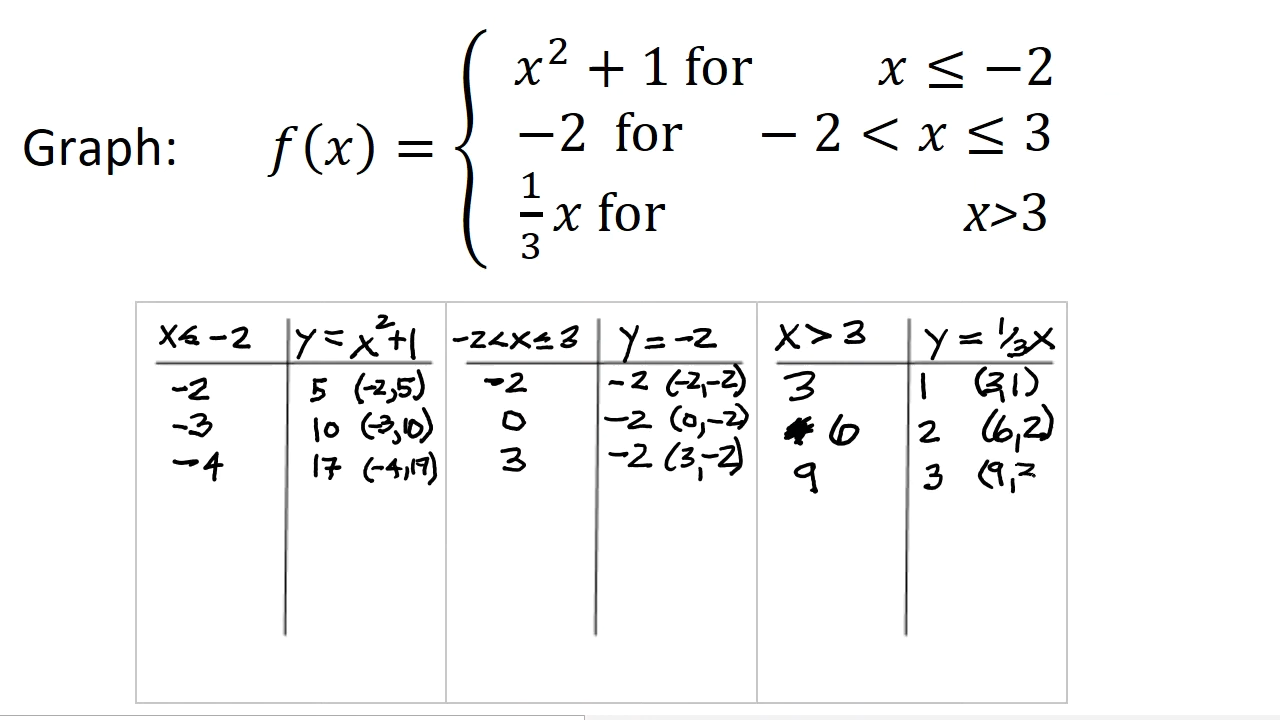 Graph: f(x) = { x² + 1 for x ≤ −2
−2 for − 2 < x ≤ 3
1/3 x for x>3
x ≤ -2 y = x²+1 -2<x≤3 y = -2 x > 3 y = 1/3x
-2 5 (-2,5) -2 -2 (-2,-2) 3 1 (3,1)
-3 10 (-3,10) 0 -2 (0,-2) 6 2 (6,2)
-4 17 (-4,17) 3 -2 (3,-2) 9 3 (9,